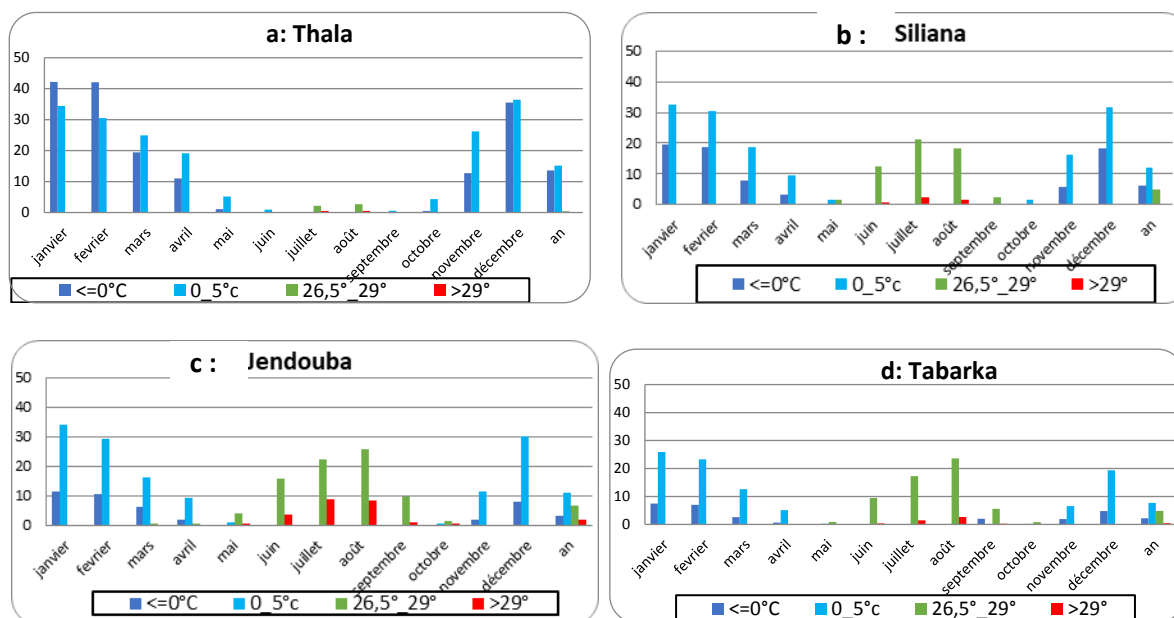 a: Thala
50
40
30
20
10
0
janvier
fevrier
mars
avril
mai
juin
juillet
août
septembre
octobre
novembre
décembre
an
<=0°C 0_5°c 26,5°_29° >29°
b : Siliana
50
40
30
20
10
0
janvier
fevrier
mars
avril
mai
juin
juillet
août
septembre
octobre
novembre
décembre
an
<=0°C 0_5°c 26,5°_29° >29°
c : Jendouba
50
40
30
20
10
0
janvier
fevrier
mars
avril
mai
juin
juillet
août
septembre
octobre
novembre
décembre
an
<=0°C 0_5°c 26,5°_29° >29°
d: Tabarka
50
40
30
20
10
0
janvier
fevrier
mars
avril
mai
juin
juillet
août
septembre
octobre
novembre
décembre
an
<=0°C 0_5°c 26,5°_29° >29°